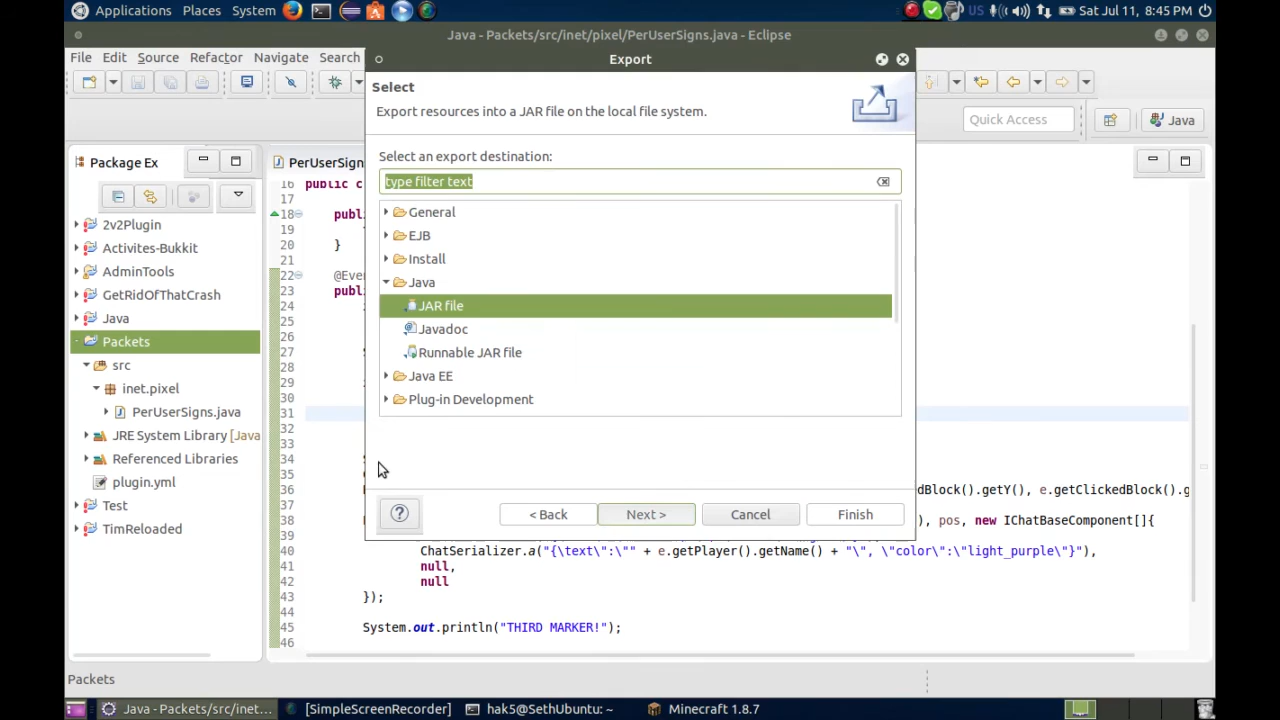 Applications Places System US Sat Jul 11, 8:45 PM
Java - Packets/src/inet/pixel/PerUserSigns.java - Eclipse
File Edit Source Refactor Navigate Search
Quick Access Java
Package Ex
2v2Plugin
Activites-Bukkit
AdminTools
GetRidOfThatCrash
Java
Packets
src
inet.pixel
PerUserSigns.java
JRE System Library [Java
Referenced Libraries
plugin.yml
Test
TimReloaded
PerUserSign
16 public c
17
18 publ
19
20 }
21
22 @Eve
23 publ
24
25
26
27
28
29
30
31
32
33
34
35
36 dBlock().getY(), e.getClickedBlock().g
37
38 ), pos, new IChatBaseComponent[]{
39
40 ChatSerializer.a("{\text\":\"" + e.getPlayer().getName() + "\", \"color\":\"light_purple\"}"),
41 null,
42 null
43 });
44
45 System.out.println("THIRD MARKER!");
46
Export
Select
Export resources into a JAR file on the local file system.
Select an export destination:
type filter text
General
EJB
Install
Java
JAR file
Javadoc
Runnable JAR file
Java EE
Plug-in Development
? < Back Next > Cancel Finish
Packets
Java - Packets/src/inet... [SimpleScreenRecorder] hak5@SethUbuntu: ~ Minecraft 1.8.7